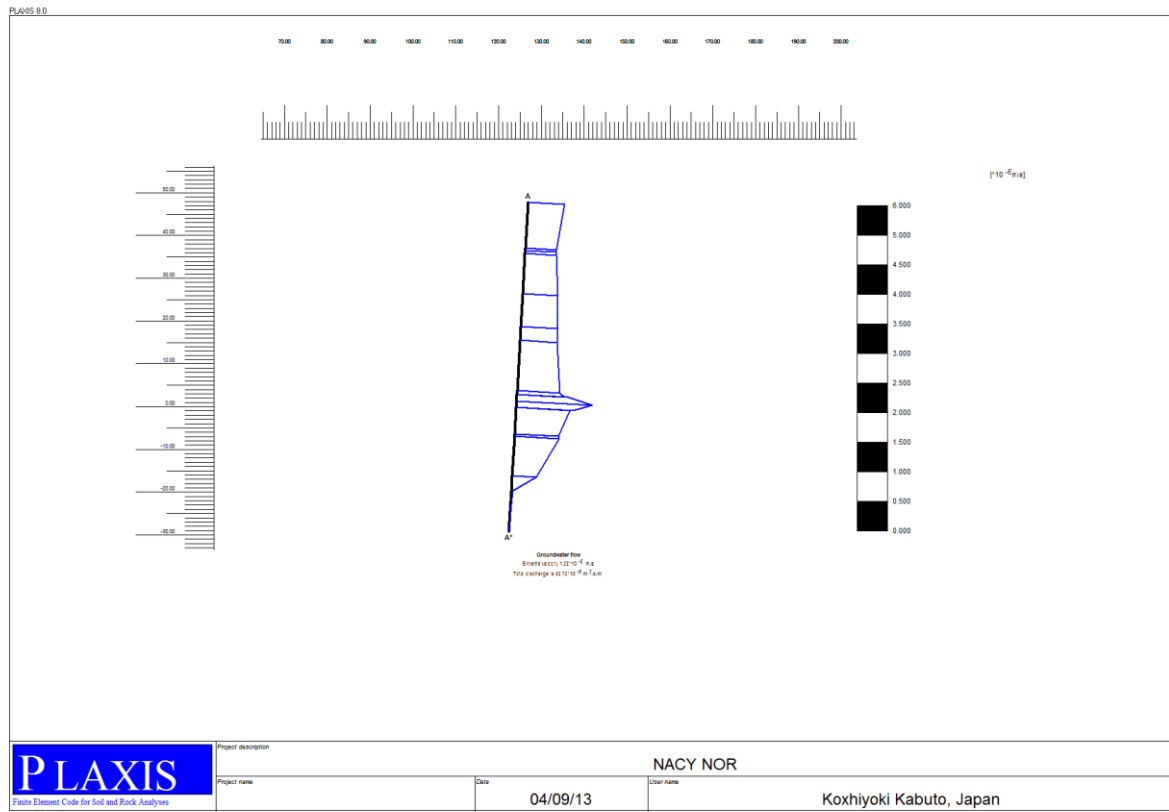 PLAXIS 8.0
70.00 80.00 90.00 100.00 110.00 120.00 130.00 140.00 150.00 160.00 170.00 180.00 190.00 200.00
50.00
40.00
30.00
20.00
10.00
0.00
-10.00
-20.00
-30.00
A
A*
6.000
5.000
4.500
4.000
3.500
3.000
2.500
2.000
1.500
1.000
0.500
0.000
Groundwater flow
Total discharge is
PLAXIS
Finite Element Code for Soil and Rock Analyses
Project description
NACY NOR
Project name
Date
04/09/13
User name
Koxhiyoki Kabuto, Japan